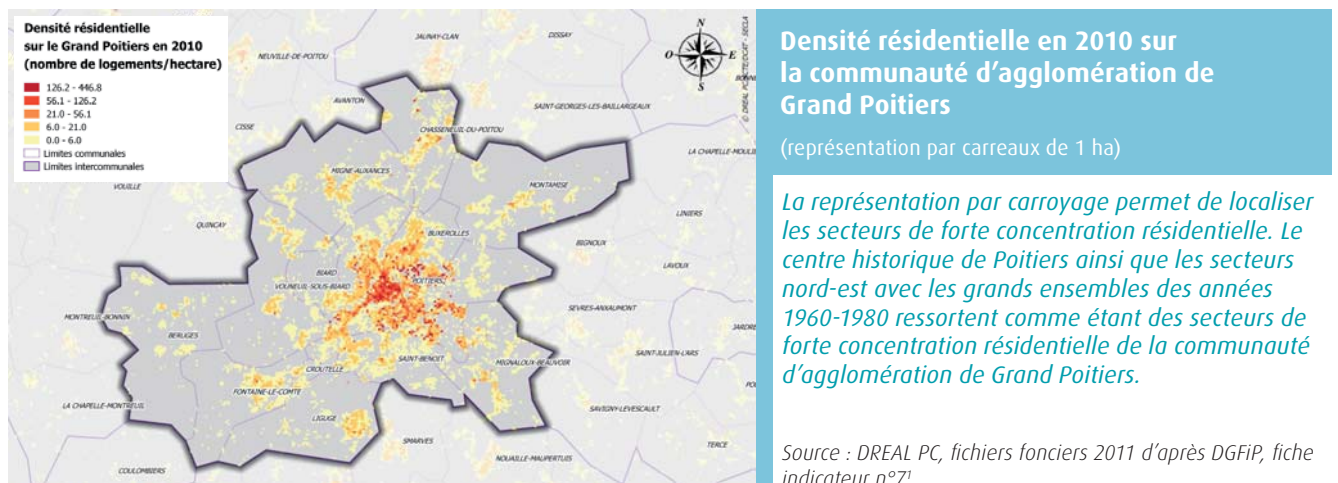 Densité résidentielle
sur le Grand Poitiers en 2010
(nombre de logements/hectare)
126.2 - 446.8
56.1 - 126.2
21.0 - 56.1
6.0 - 21.0
0.0 - 6.0
Limites communales
Limites intercommunales
N
O
E
S
JAUNAY-CLAN
DISSAY
NEUVILLE-DE-POITOU
AVANTON
SAINT-GEORGES-LES-BAILLARGEAUX
CISSE
CHASSENEUIL-DU-POITOU
LA CHAPELLE-MOULIE
MIGNE-AUXANCES
MONTAMISE
VOUILLE
LINIERS
QUINCAY
BUXEROLLES
BIGNOUX
LAVOUX
BIARD
POITIERS
VOUNEUIL-SOUS-BIARD
SEVRES-ANXAUMONT
MONTREUIL-BONNIN
BERUGES
JARDRE
SAINT-JULIEN-L'ARS
SAINT-BENOIT
MIGNALOUX-BEAUVOIR
CROUTELLE
FONTAINE-LE-COMTE
LA CHAPELLE-MONTREUIL
SAVIGNY-LEVESCAULT
LIGUGE
SMARVES
TERCE
COULOMBIERS
NOUAILLE-MAUPERTUIS
Densité résidentielle en 2010 sur
la communauté d'agglomération de
Grand Poitiers
(représentation par carreaux de 1 ha)
La représentation par carroyage permet de localiser
les secteurs de forte concentration résidentielle. Le
centre historique de Poitiers ainsi que les secteurs
nord-est avec les grands ensembles des années
1960-1980 ressortent comme étant des secteurs de
forte concentration résidentielle de la communauté
d'agglomération de Grand Poitiers.
Source : DREAL PC, fichiers fonciers 2011 d'après DGFiP, fiche
indicateur n°7¹